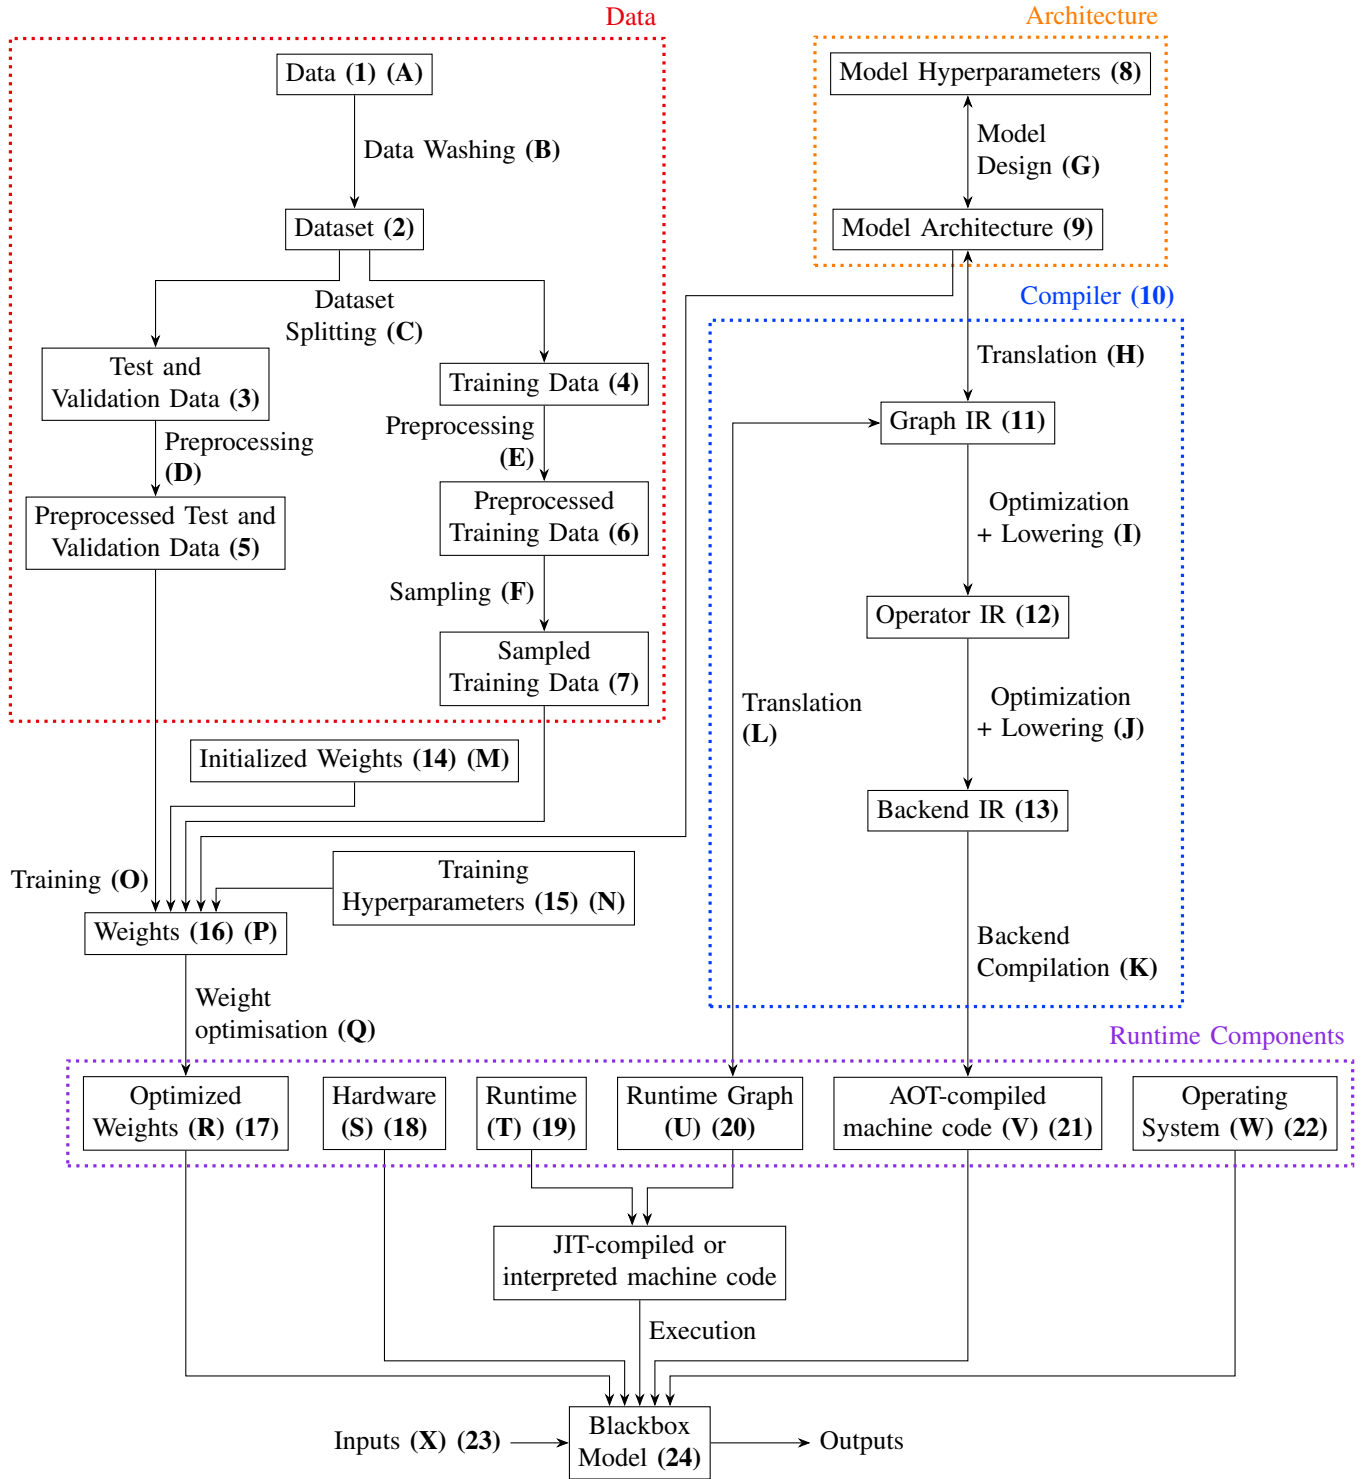 Data
Architecture
Data (1) (A)
Model Hyperparameters (8)
Data Washing (B)
Model
Design (G)
Dataset (2)
Model Architecture (9)
Dataset
Splitting (C)
Compiler (10)
Test and
Validation Data (3)
Training Data (4)
Translation (H)
Graph IR (11)
Preprocessing
(D)
Preprocessing
(E)
Preprocessed Test and
Validation Data (5)
Preprocessed
Training Data (6)
Optimization
+ Lowering (I)
Sampling (F)
Operator IR (12)
Sampled
Training Data (7)
Translation
(L)
Optimization
+ Lowering (J)
Initialized Weights (14) (M)
Backend IR (13)
Training (O)
Training
Hyperparameters (15) (N)
Weights (16) (P)
Backend
Compilation (K)
Weight
optimisation (Q)
Runtime Components
Optimized
Weights (R) (17)
Hardware
(S) (18)
Runtime
(T) (19)
Runtime Graph
(U) (20)
AOT-compiled
machine code (V) (21)
Operating
System (W) (22)
JIT-compiled or
interpreted machine code
Execution
Inputs (X) (23)
Blackbox
Model (24)
Outputs